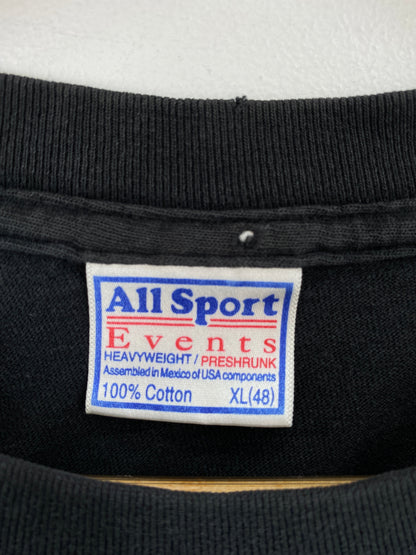 All Sport
Events
HEAVYWEIGHT / PRESHRUNK
Assembled in Mexico of USA components
100% Cotton XL(48)